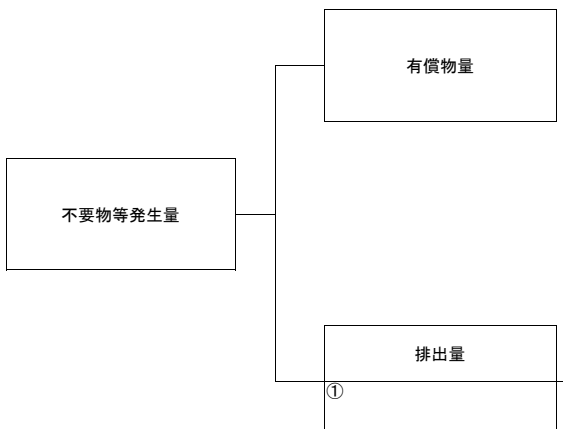 有償物量
不要物等発生量
排出量
①